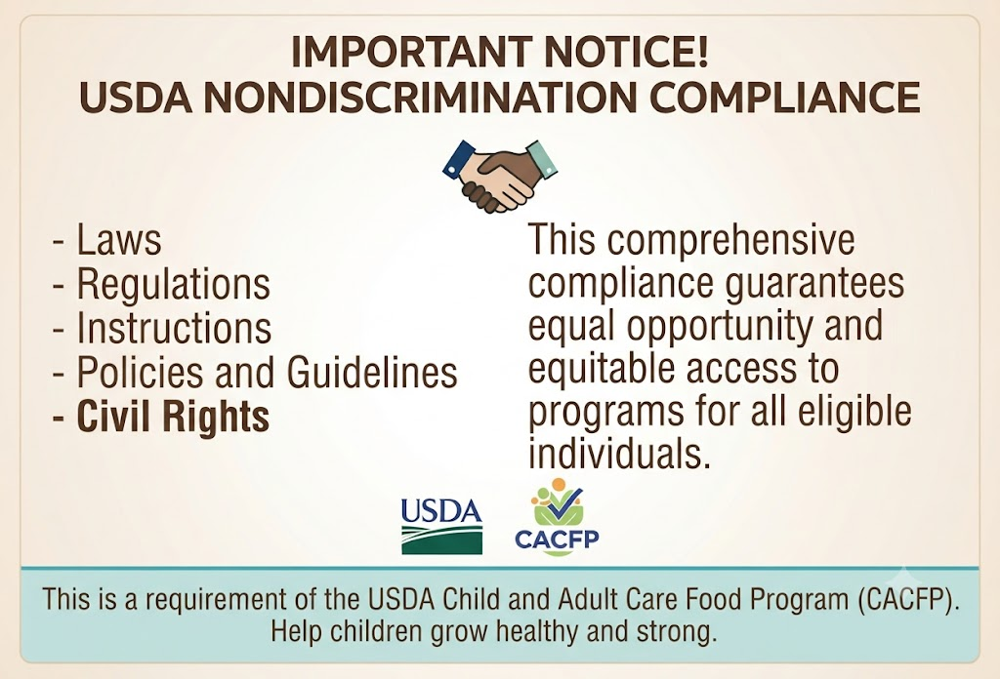 IMPORTANT NOTICE!
USDA NONDISCRIMINATION COMPLIANCE
- Laws
- Regulations
- Instructions
- Policies and Guidelines
- Civil Rights
This comprehensive
compliance guarantees
equal opportunity and
equitable access to
programs for all eligible
individuals.
USDA
CACFP
This is a requirement of the USDA Child and Adult Care Food Program (CACFP).
Help children grow healthy and strong.